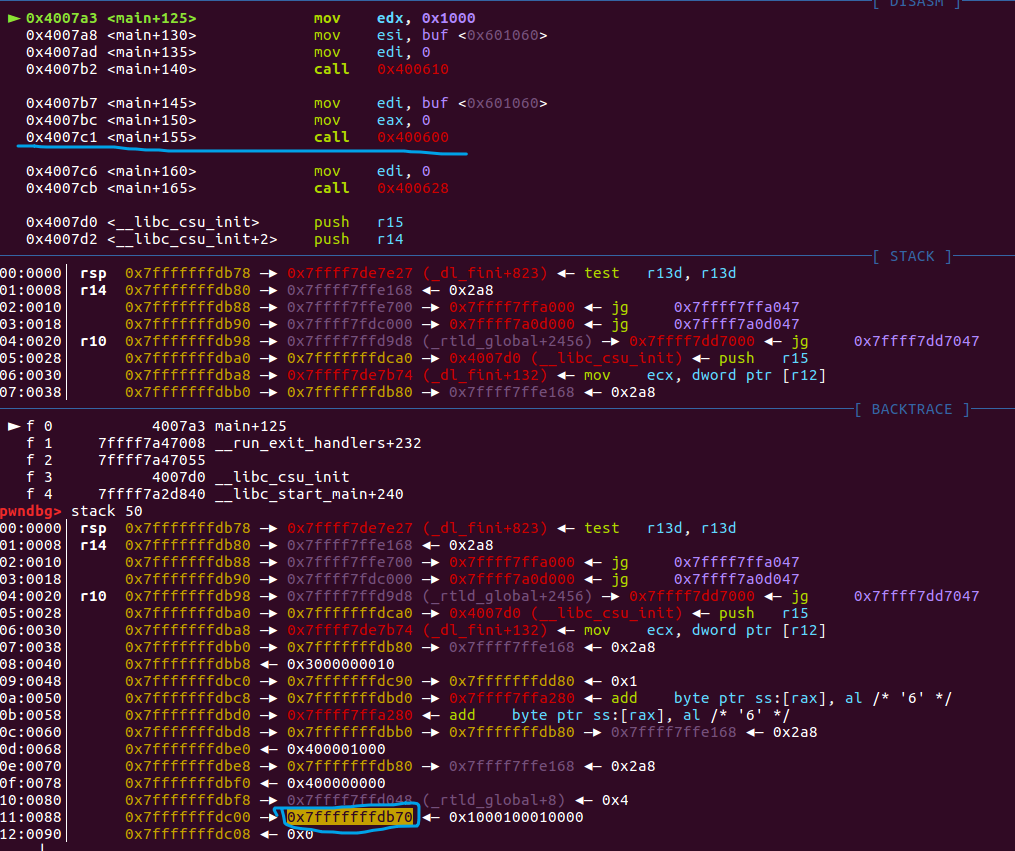 [ DISASM ]
► 0x4007a3 <main+125> mov edx, 0x1000
0x4007a8 <main+130> mov esi, buf <0x601060>
0x4007ad <main+135> mov edi, 0
0x4007b2 <main+140> call 0x400610
0x4007b7 <main+145> mov edi, buf <0x601060>
0x4007bc <main+150> mov eax, 0
0x4007c1 <main+155> call 0x400600
0x4007c6 <main+160> mov edi, 0
0x4007cb <main+165> call 0x400628
0x4007d0 <__libc_csu_init> push r15
0x4007d2 <__libc_csu_init+2> push r14
[ STACK ]
00:0000│ rsp 0x7fffffffdb78 —▸ 0x7ffff7de7e27 (_dl_fini+823) ◂— test r13d, r13d
01:0008│ r14 0x7fffffffdb80 —▸ 0x7ffff7ffe168 ◂— 0x2a8
02:0010│ 0x7fffffffdb88 —▸ 0x7ffff7ffe700 —▸ 0x7ffff7ffa000 ◂— jg 0x7ffff7ffa047
03:0018│ 0x7fffffffdb90 —▸ 0x7ffff7fdc000 —▸ 0x7ffff7a0d000 ◂— jg 0x7ffff7a0d047
04:0020│ r10 0x7fffffffdb98 —▸ 0x7ffff7ffd9d8 (_rtld_global+2456) —▸ 0x7ffff7dd7000 ◂— jg 0x7ffff7dd7047
05:0028│ 0x7fffffffdba0 —▸ 0x7fffffffdca0 —▸ 0x4007d0 (__libc_csu_init) ◂— push r15
06:0030│ 0x7fffffffdba8 —▸ 0x7ffff7de7b74 (_dl_fini+132) ◂— mov ecx, dword ptr [r12]
07:0038│ 0x7fffffffdbb0 —▸ 0x7fffffffdb80 —▸ 0x7ffff7ffe168 ◂— 0x2a8
[ BACKTRACE ]
► f 0 4007a3 main+125
f 1 7ffff7a47008 __run_exit_handlers+232
f 2 7ffff7a47055
f 3 4007d0 __libc_csu_init
f 4 7ffff7a2d840 __libc_start_main+240
pwndbg> stack 50
00:0000│ rsp 0x7fffffffdb78 —▸ 0x7ffff7de7e27 (_dl_fini+823) ◂— test r13d, r13d
01:0008│ r14 0x7fffffffdb80 —▸ 0x7ffff7ffe168 ◂— 0x2a8
02:0010│ 0x7fffffffdb88 —▸ 0x7ffff7ffe700 —▸ 0x7ffff7ffa000 ◂— jg 0x7ffff7ffa047
03:0018│ 0x7fffffffdb90 —▸ 0x7ffff7fdc000 —▸ 0x7ffff7a0d000 ◂— jg 0x7ffff7a0d047
04:0020│ r10 0x7fffffffdb98 —▸ 0x7ffff7ffd9d8 (_rtld_global+2456) —▸ 0x7ffff7dd7000 ◂— jg 0x7ffff7dd7047
05:0028│ 0x7fffffffdba0 —▸ 0x7fffffffdca0 —▸ 0x4007d0 (__libc_csu_init) ◂— push r15
06:0030│ 0x7fffffffdba8 —▸ 0x7ffff7de7b74 (_dl_fini+132) ◂— mov ecx, dword ptr [r12]
07:0038│ 0x7fffffffdbb0 —▸ 0x7fffffffdb80 —▸ 0x7ffff7ffe168 ◂— 0x2a8
08:0040│ 0x7fffffffdbb8 ◂— 0x3000000010
09:0048│ 0x7fffffffdbc0 —▸ 0x7fffffffdc90 —▸ 0x7fffffffdd80 ◂— 0x1
0a:0050│ 0x7fffffffdbc8 —▸ 0x7fffffffdbd0 —▸ 0x7ffff7ffa280 ◂— add byte ptr ss:[rax], al /* '6' */
0b:0058│ 0x7fffffffdbd0 —▸ 0x7ffff7ffa280 ◂— add byte ptr ss:[rax], al /* '6' */
0c:0060│ 0x7fffffffdbd8 —▸ 0x7fffffffdbb0 —▸ 0x7fffffffdb80 —▸ 0x7ffff7ffe168 ◂— 0x2a8
0d:0068│ 0x7fffffffdbe0 ◂— 0x400001000
0e:0070│ 0x7fffffffdbe8 —▸ 0x7fffffffdb80 —▸ 0x7ffff7ffe168 ◂— 0x2a8
0f:0078│ 0x7fffffffdbf0 ◂— 0x400000000
10:0080│ 0x7fffffffdbf8 —▸ 0x7ffff7ffd048 (_rtld_global+8) ◂— 0x4
11:0088│ 0x7fffffffdc00 —▸ 0x7fffffffdb70 ◂— 0x1000100010000
12:0090│ 0x7fffffffdc08 ◂— 0x0